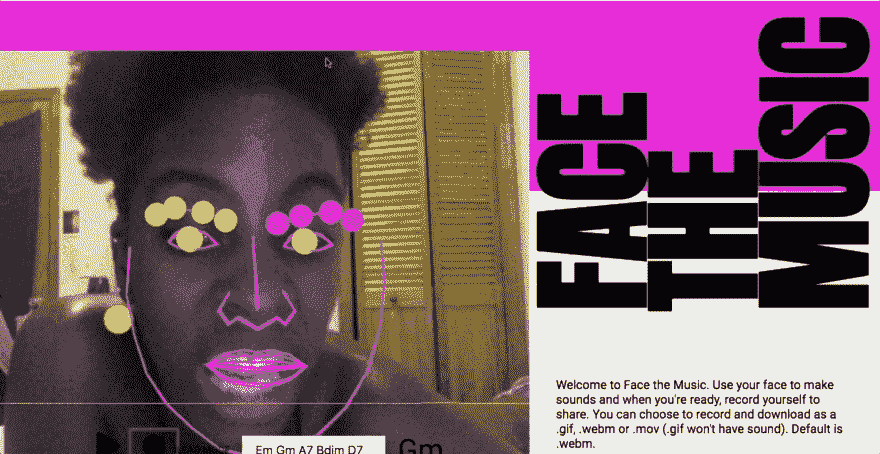 FACE
THE
MUSIC
Welcome to Face the Music. Use your face to make
sounds and when you're ready, record yourself to
share. You can choose to record and download as a
.gif, .webm or .mov (.gif won't have sound). Default is
.webm.
Em Gm A7 Bdim D7
Gm